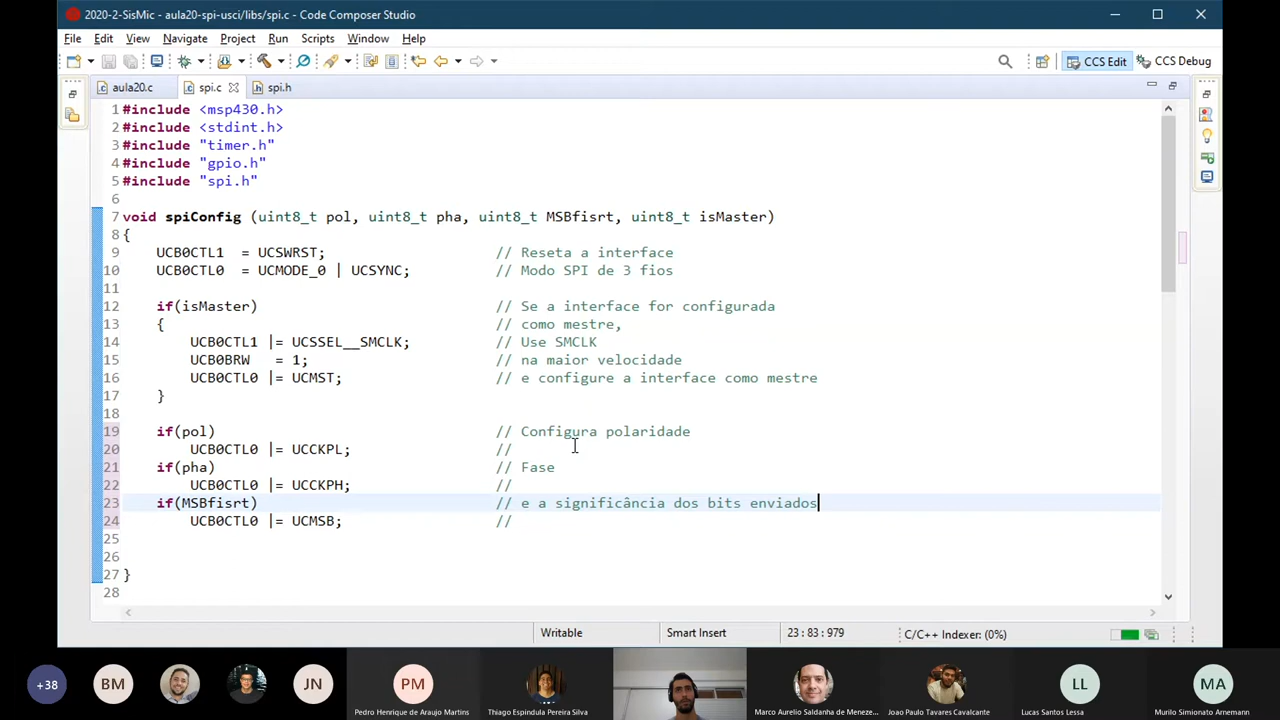 2020-2-SisMic - aula20-spi-usci/libs/spi.c - Code Composer Studio
File Edit View Navigate Project Run Scripts Window Help
CCS Edit CCS Debug
aula20.c spi.c spi.h
1 #include <msp430.h>
2 #include <stdint.h>
3 #include "timer.h"
4 #include "gpio.h"
5 #include "spi.h"
6
7 void spiConfig (uint8_t pol, uint8_t pha, uint8_t MSBfisrt, uint8_t isMaster)
8 {
9 UCB0CTL1 = UCSWRST; // Reseta a interface
10 UCB0CTL0 = UCMODE_0 | UCSYNC; // Modo SPI de 3 fios
11
12 if(isMaster) // Se a interface for configurada
13 { // como mestre,
14 UCB0CTL1 |= UCSSEL__SMCLK; // Use SMCLK
15 UCB0BRW = 1; // na maior velocidade
16 UCB0CTL0 |= UCMST; // e configure a interface como mestre
17 }
18
19 if(pol) // Configura polaridade
20 UCB0CTL0 |= UCCKPL; //
21 if(pha) // Fase
22 UCB0CTL0 |= UCCKPH; //
23 if(MSBfisrt) // e a significância dos bits enviados
24 UCB0CTL0 |= UCMSB; //
25
26
27 }
28
Writable Smart Insert 23 : 83 : 979 C/C++ Indexer: (0%)
+38 BM JN PM LL MA
Pedro Henrique de Araujo Martins Thiago Espindula Pereira Silva Marco Aurelio Saldanha de Meneze... Joao Paulo Tavares Cavalcante Lucas Santos Lessa Murilo Simionato Arnemann